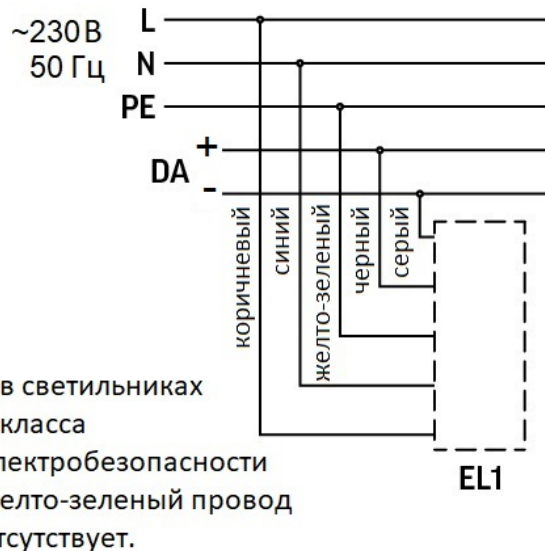 ~230 В
50 Гц
L
N
PE
DA
+
-
коричневый
синий
желто-зеленый
черный
серый
EL1
в светильниках
класса
лектробезопасности
елто-зеленый провод
тсутствует.